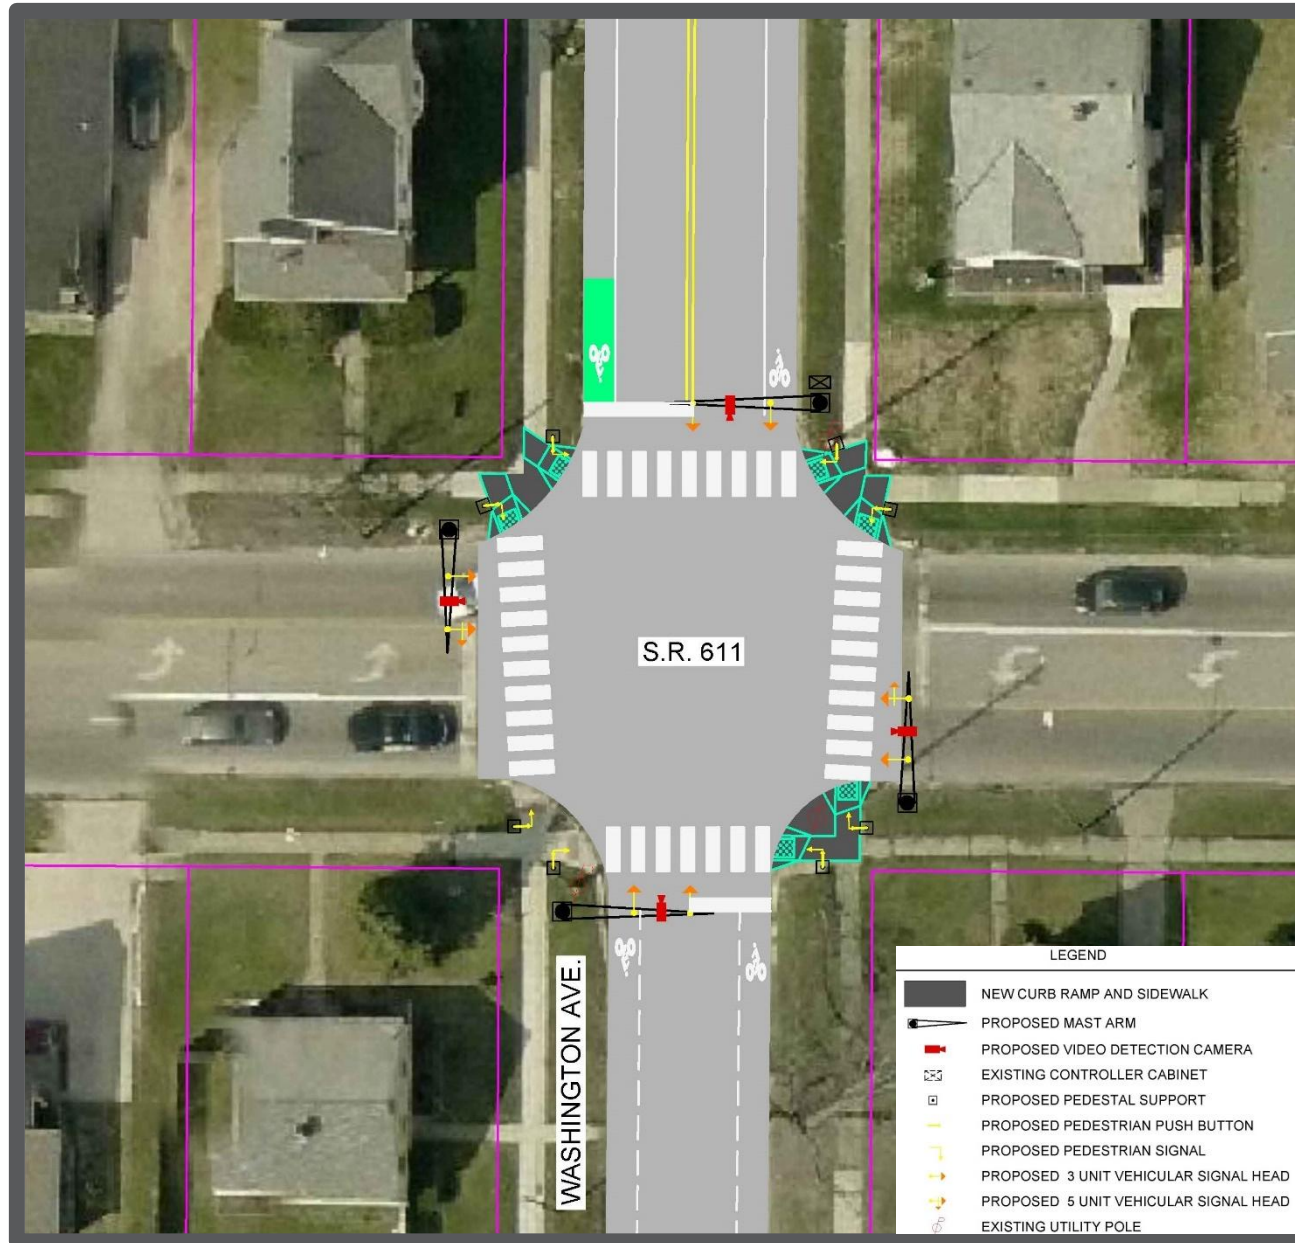 S.R. 611
WASHINGTON AVE.
LEGEND
NEW CURB RAMP AND SIDEWALK
PROPOSED MAST ARM
PROPOSED VIDEO DETECTION CAMERA
EXISTING CONTROLLER CABINET
PROPOSED PEDESTAL SUPPORT
PROPOSED PEDESTRIAN PUSH BUTTON
PROPOSED PEDESTRIAN SIGNAL
PROPOSED 3 UNIT VEHICULAR SIGNAL HEAD
PROPOSED 5 UNIT VEHICULAR SIGNAL HEAD
EXISTING UTILITY POLE